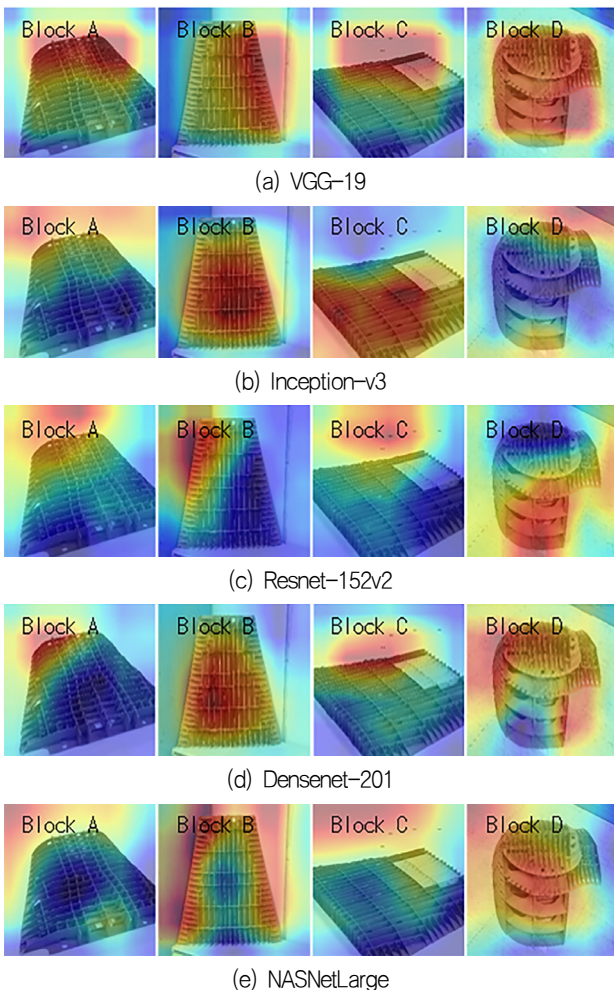 Block A Block B Block C Block D
(a) VGG-19
Block A Block B Block C Block D
(b) Inception-v3
Block A Block B Block C Block D
(c) Resnet-152v2
Block A Block B Block C Block D
(d) Densenet-201
Block A Block B Block C Block D
(e) NASNetLarge